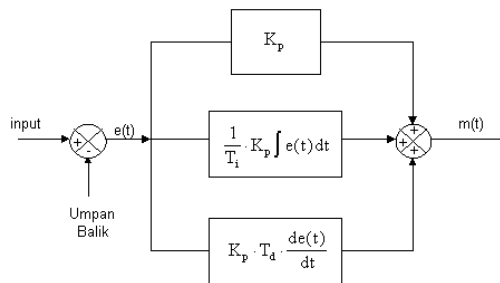 K_p
input
e(t)
1/T_i · K_p ∫ e(t) dt
m(t)
+
-
+
+
+
Umpan
Balik
K_p · T_d · de(t)/dt